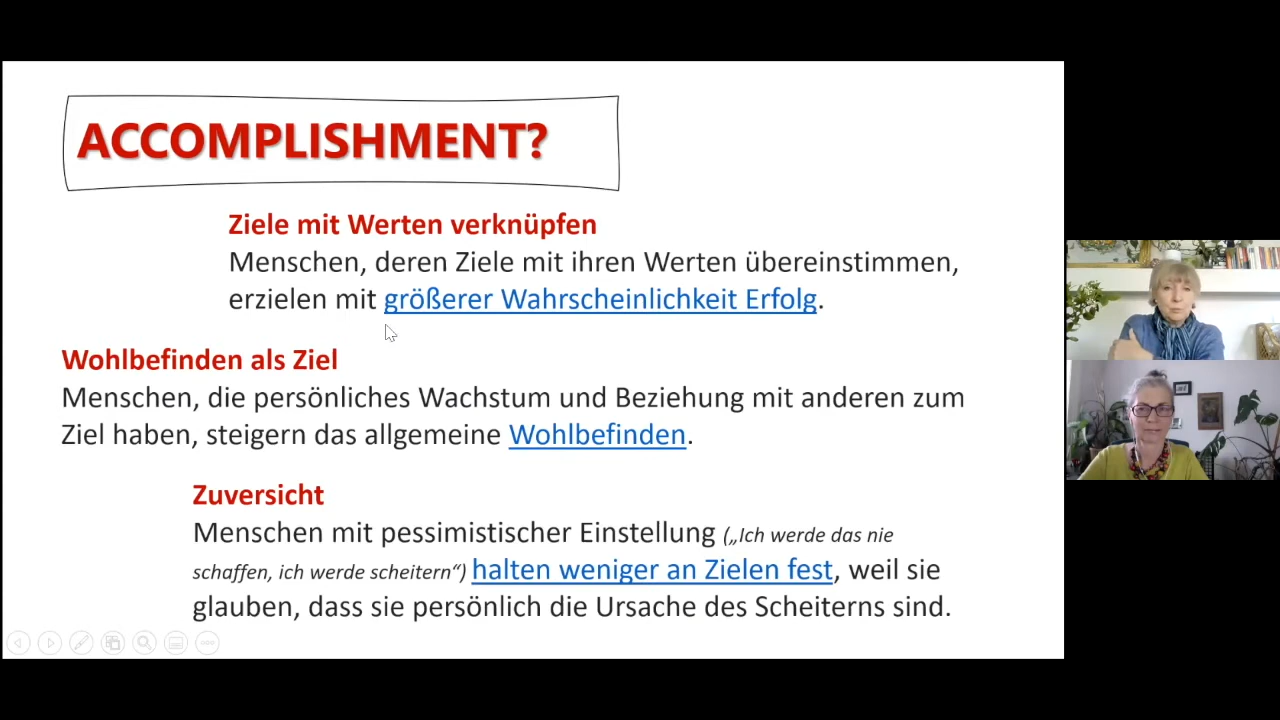 ACCOMPLISHMENT?
Ziele mit Werten verknüpfen
Menschen, deren Ziele mit ihren Werten übereinstimmen,
erzielen mit größerer Wahrscheinlichkeit Erfolg.
Wohlbefinden als Ziel
Menschen, die persönliches Wachstum und Beziehung mit anderen zum
Ziel haben, steigern das allgemeine Wohlbefinden.
Zuversicht
Menschen mit pessimistischer Einstellung („Ich werde das nie
schaffen, ich werde scheitern“) halten weniger an Zielen fest, weil sie
glauben, dass sie persönlich die Ursache des Scheiterns sind.